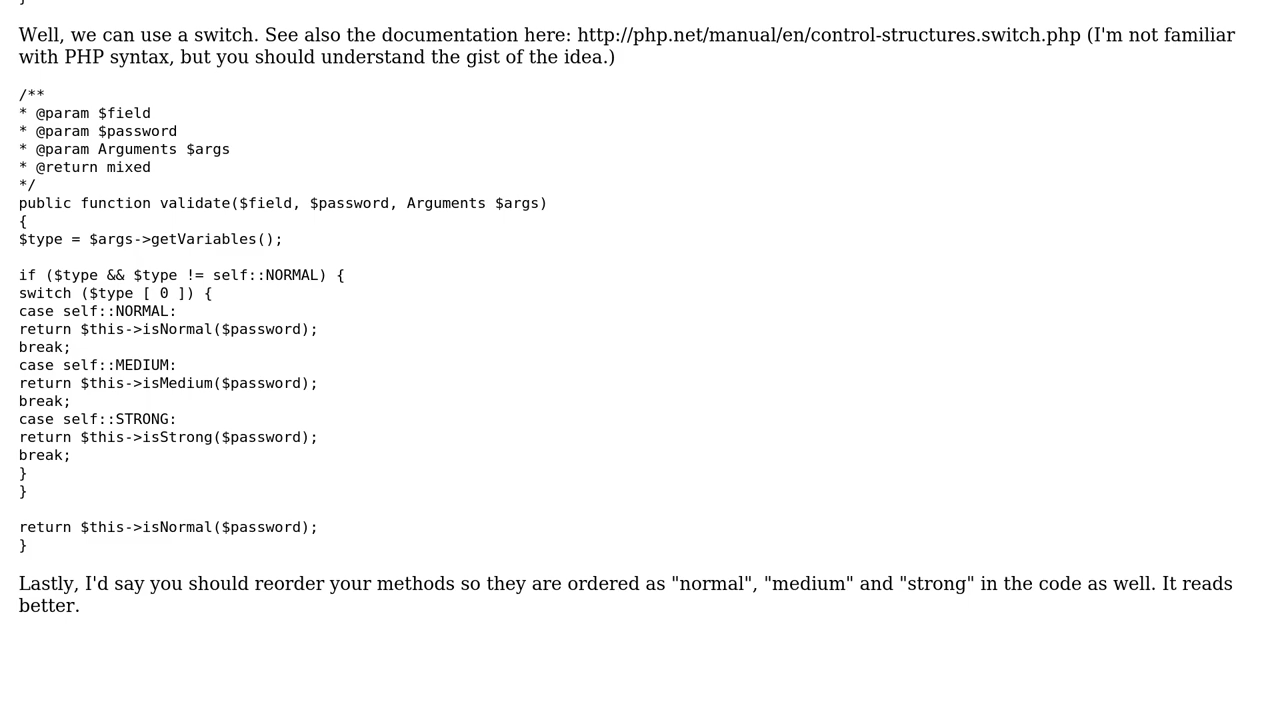 }
Well, we can use a switch. See also the documentation here: http://php.net/manual/en/control-structures.switch.php (I'm not familiar
with PHP syntax, but you should understand the gist of the idea.)
/**
* @param $field
* @param $password
* @param Arguments $args
* @return mixed
*/
public function validate($field, $password, Arguments $args)
{
$type = $args->getVariables();
if ($type && $type != self::NORMAL) {
switch ($type [ 0 ]) {
case self::NORMAL:
return $this->isNormal($password);
break;
case self::MEDIUM:
return $this->isMedium($password);
break;
case self::STRONG:
return $this->isStrong($password);
break;
}
}
return $this->isNormal($password);
}
Lastly, I'd say you should reorder your methods so they are ordered as "normal", "medium" and "strong" in the code as well. It reads
better.